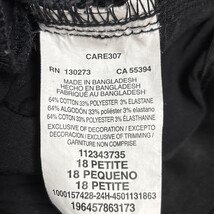 CARE307
RN 130273 CA 55394
MADE IN BANGLADESH
HECHO EN BANGLADESH
FABRIQUÉ AU BANGLADESH
64% COTTON 33% POLYESTER 3% ELASTANE
64% ALGODÓN 33% POLIÉSTER 3% ELASTANO
64% COTON 33% POLYESTER 3% ÉLASTHANNE
EXCLUSIVE OF DECORATION /
EXCEPTO DECORACIÓN /
EXCLUSIVE OF TRIMMING /
GARNITURE NON COMPRISE
112343735
18 PETITE
18 PEQUENO
18 PETITE
1000157428-24H-4501131863
196457863173